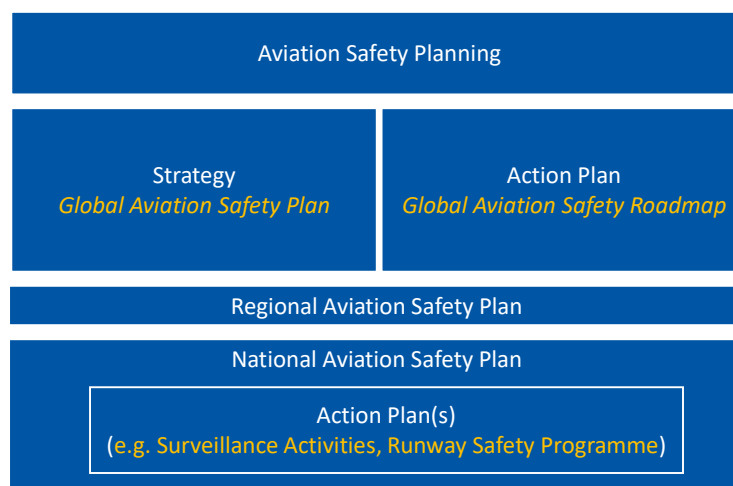 Aviation Safety Planning
Strategy
Global Aviation Safety Plan
Action Plan
Global Aviation Safety Roadmap
Regional Aviation Safety Plan
National Aviation Safety Plan
Action Plan(s)
(e.g. Surveillance Activities, Runway Safety Programme)